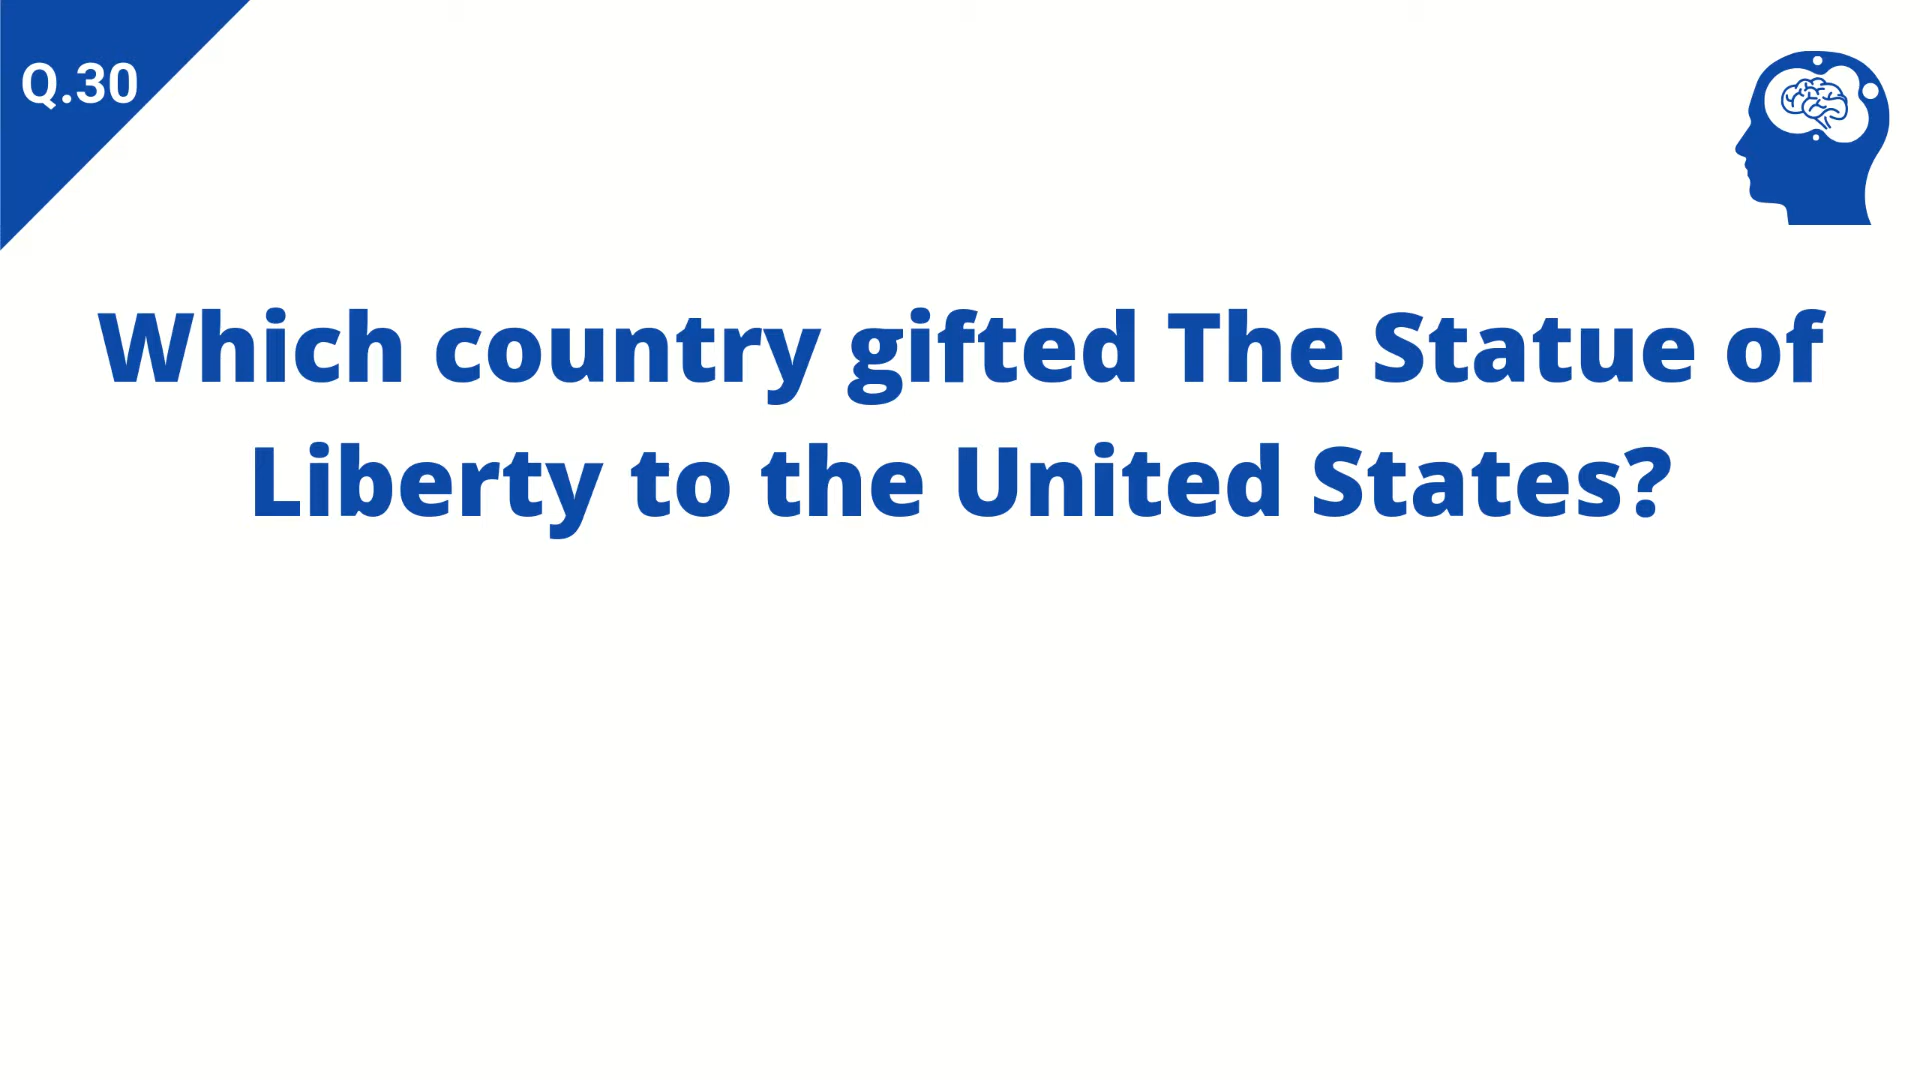 Q.30
Which country gifted The Statue of
Liberty to the United States?